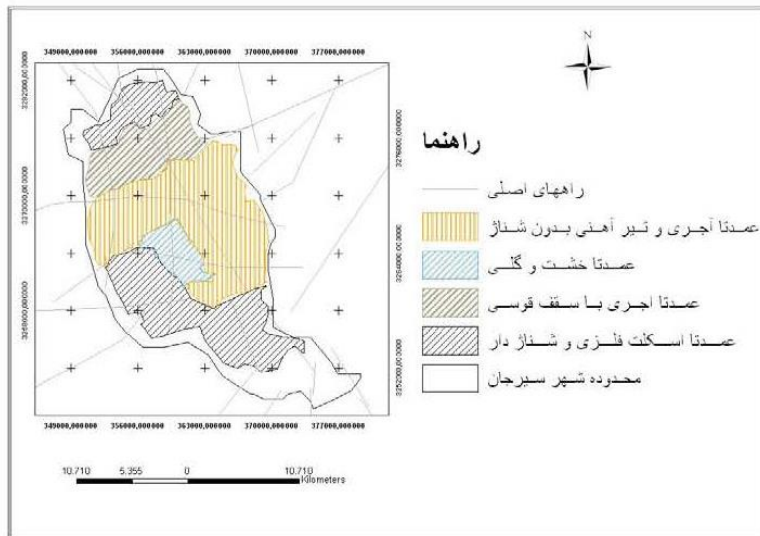 N
349000,000000 356000,000000 363000,000000 370000,000000 377000,000000
راهنما
راههای اصلی
عمدتا آجری و تیر آهنی بدون شناژ
عمدتا خشت و گلی
عمدتا اجری با سقف قوسی
عمدتا اسکلت فلزی و شناژ دار
محدوده شهر سیرجان
349000,000000 356000,000000 363000,000000 370000,000000 377000,000000
10.710 5.355 0 10.710
Kilometers